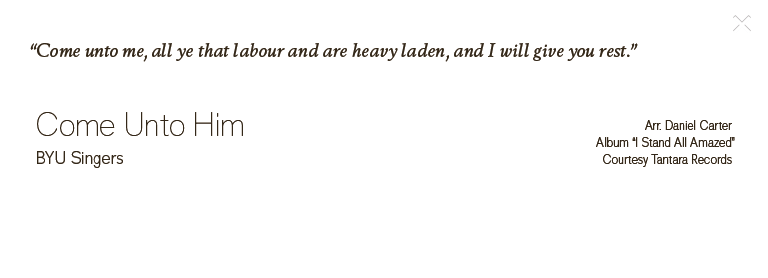 “Come unto me, all ye that labour and are heavy laden, and I will give you rest.”
Come Unto Him
BYU Singers
Arr. Daniel Carter
Album “I Stand All Amazed”
Courtesy Tantara Records